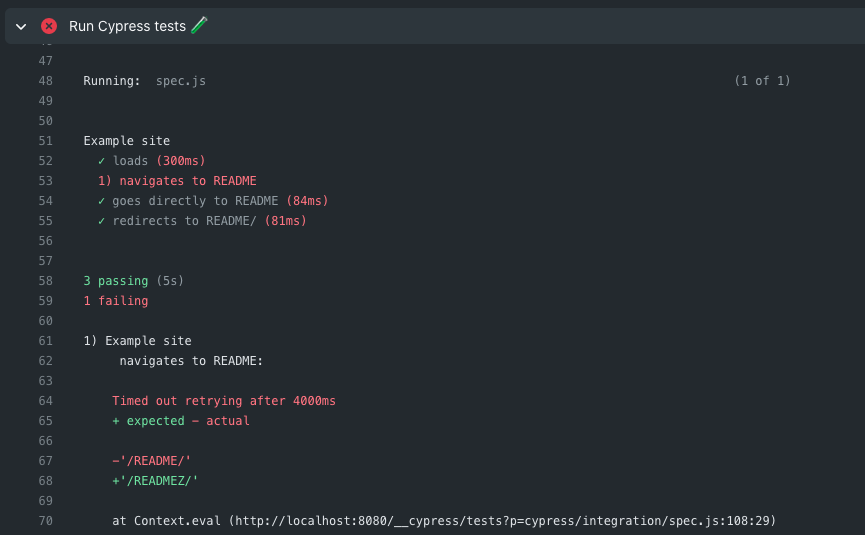 Run Cypress tests
47
48 Running: spec.js (1 of 1)
49
50
51 Example site
52 ✓ loads (300ms)
53 1) navigates to README
54 ✓ goes directly to README (84ms)
55 ✓ redirects to README/ (81ms)
56
57
58 3 passing (5s)
59 1 failing
60
61 1) Example site
62 navigates to README:
63
64 Timed out retrying after 4000ms
65 + expected - actual
66
67 -'/README/'
68 +'/READMEZ/'
69
70 at Context.eval (http://localhost:8080/__cypress/tests?p=cypress/integration/spec.js:108:29)